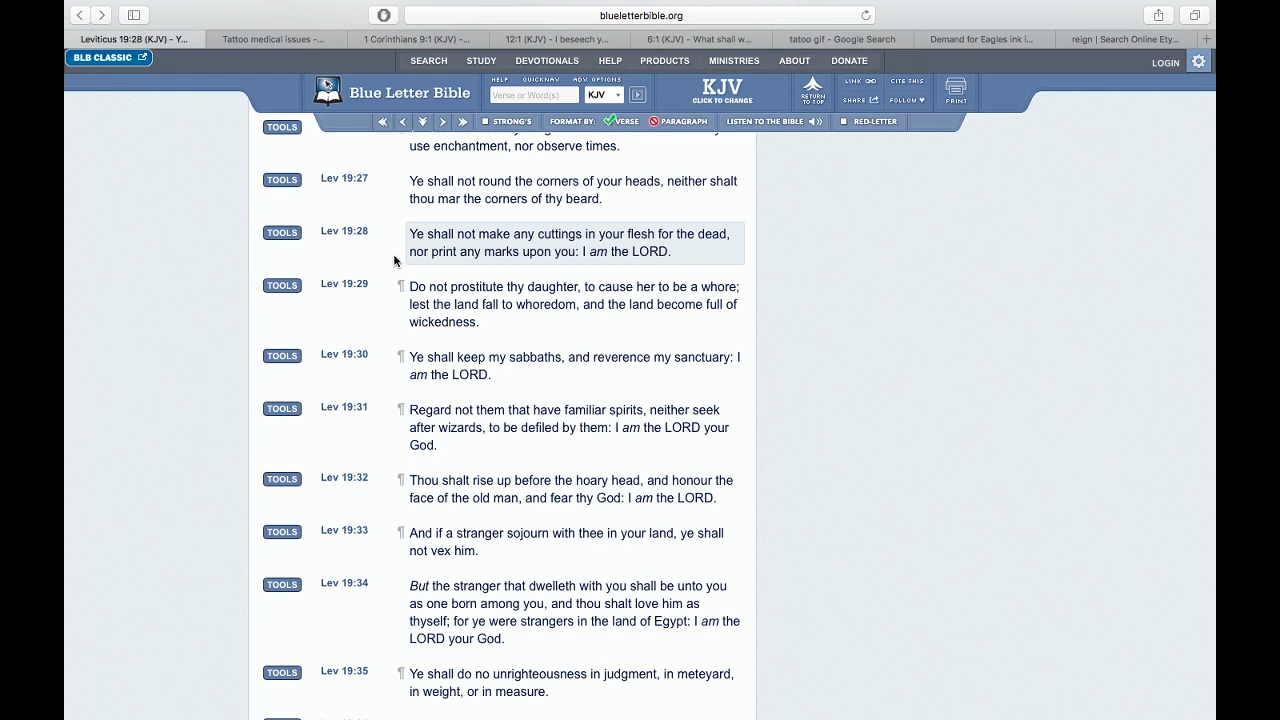 blueletterbible.org
Leviticus 19:28 (KJV) - Y...
Tattoo medical issues -...
1 Corinthians 9:1 (KJV) -...
12:1 (KJV) - I beseech y...
6:1 (KJV) - What shall w...
tatoo gif - Google Search
Demand for Eagles ink i...
reign | Search Online Ety...
BLB CLASSIC
SEARCH STUDY DEVOTIONALS HELP PRODUCTS MINISTRIES ABOUT DONATE
LOGIN
Blue Letter Bible
HELP QUICKNAV ADV. OPTIONS
Verse or Word(s)
KJV
KJV
CLICK TO CHANGE
RETURN
TO TOP
LINK
CITE THIS
SHARE
FOLLOW
PRINT
STRONG'S FORMAT BY: VERSE PARAGRAPH LISTEN TO THE BIBLE RED-LETTER
TOOLS
use enchantment, nor observe times.
TOOLS Lev 19:27 Ye shall not round the corners of your heads, neither shalt
thou mar the corners of thy beard.
TOOLS Lev 19:28 Ye shall not make any cuttings in your flesh for the dead,
nor print any marks upon you: I am the LORD.
TOOLS Lev 19:29 ¶ Do not prostitute thy daughter, to cause her to be a whore;
lest the land fall to whoredom, and the land become full of
wickedness.
TOOLS Lev 19:30 ¶ Ye shall keep my sabbaths, and reverence my sanctuary: I
am the LORD.
TOOLS Lev 19:31 ¶ Regard not them that have familiar spirits, neither seek
after wizards, to be defiled by them: I am the LORD your
God.
TOOLS Lev 19:32 ¶ Thou shalt rise up before the hoary head, and honour the
face of the old man, and fear thy God: I am the LORD.
TOOLS Lev 19:33 ¶ And if a stranger sojourn with thee in your land, ye shall
not vex him.
TOOLS Lev 19:34 But the stranger that dwelleth with you shall be unto you
as one born among you, and thou shalt love him as
thyself; for ye were strangers in the land of Egypt: I am the
LORD your God.
TOOLS Lev 19:35 ¶ Ye shall do no unrighteousness in judgment, in meteyard,
in weight, or in measure.